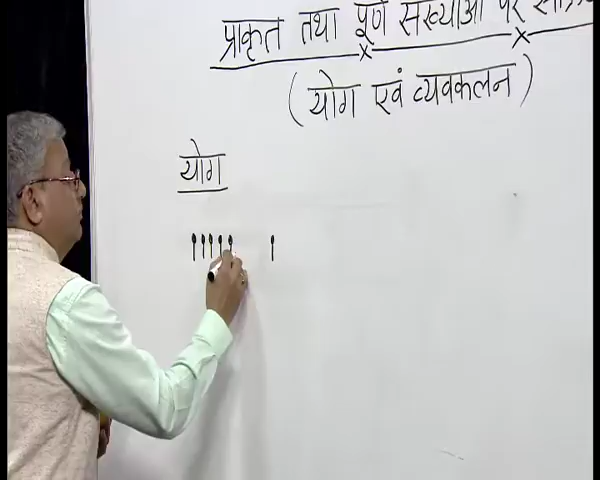 प्राकृत तथा पूर्ण संख्याओं पर
(योग एवं व्यवकलन)
योग